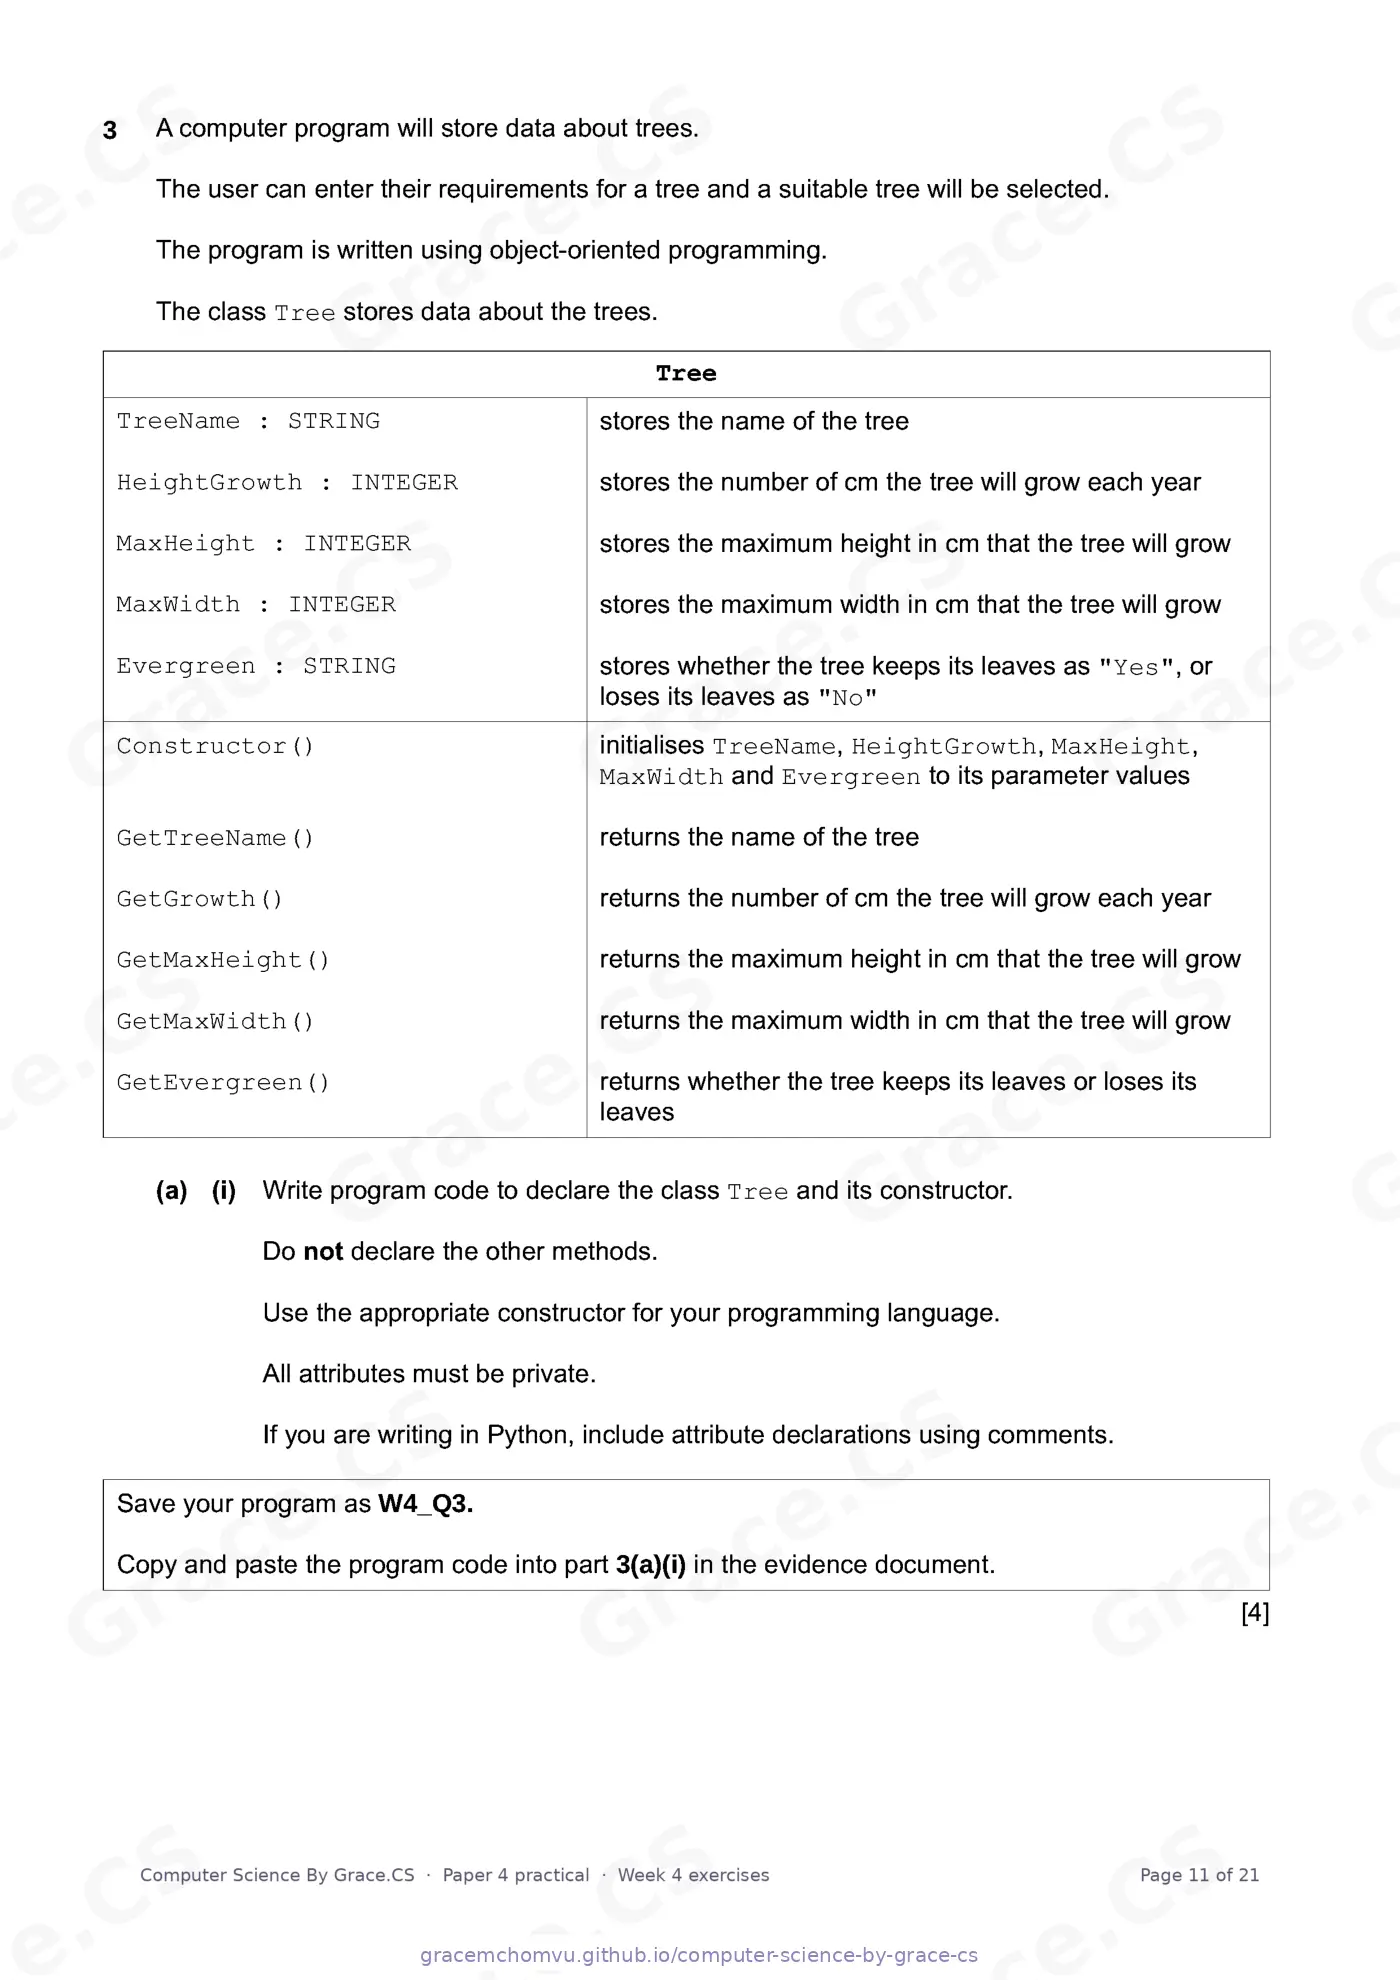 3 A computer program will store data about trees.
The user can enter their requirements for a tree and a suitable tree will be selected.
The program is written using object-oriented programming.
The class Tree stores data about the trees.
Tree
TreeName : STRING stores the name of the tree
HeightGrowth : INTEGER stores the number of cm the tree will grow each year
MaxHeight : INTEGER stores the maximum height in cm that the tree will grow
MaxWidth : INTEGER stores the maximum width in cm that the tree will grow
Evergreen : STRING stores whether the tree keeps its leaves as "Yes", or
loses its leaves as "No"
Constructor() initialises TreeName, HeightGrowth, MaxHeight,
MaxWidth and Evergreen to its parameter values
GetTreeName() returns the name of the tree
GetGrowth() returns the number of cm the tree will grow each year
GetMaxHeight() returns the maximum height in cm that the tree will grow
GetMaxWidth() returns the maximum width in cm that the tree will grow
GetEvergreen() returns whether the tree keeps its leaves or loses its
leaves
(a) (i) Write program code to declare the class Tree and its constructor.
Do not declare the other methods.
Use the appropriate constructor for your programming language.
All attributes must be private.
If you are writing in Python, include attribute declarations using comments.
Save your program as W4_Q3.
Copy and paste the program code into part 3(a)(i) in the evidence document.
[4]
Computer Science By Grace.CS · Paper 4 practical · Week 4 exercises Page 11 of 21
gracemchomvu.github.io/computer-science-by-grace-cs